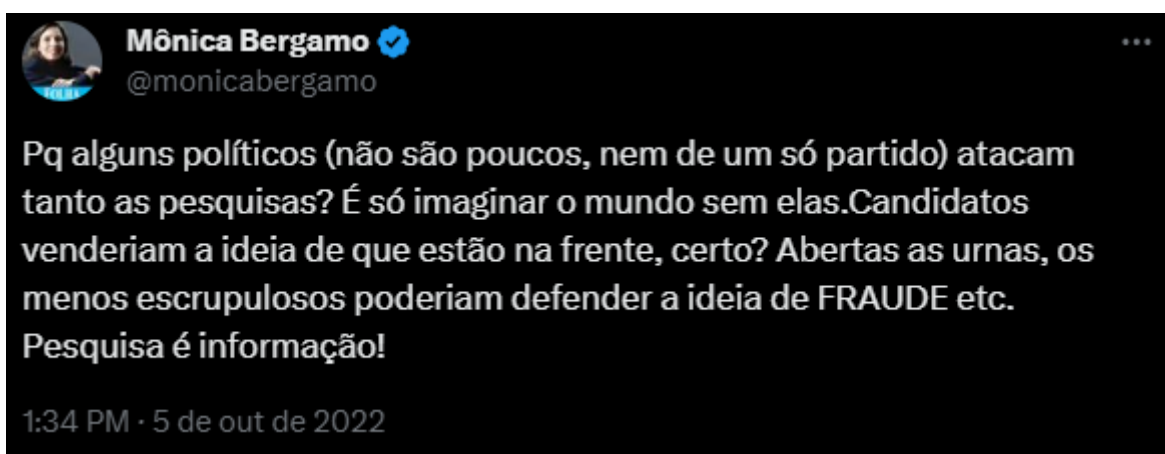 Mônica Bergamo
@monicabergamo
FOLHA
Pq alguns políticos (não são poucos, nem de um só partido) atacam
tanto as pesquisas? É só imaginar o mundo sem elas.Candidatos
venderiam a ideia de que estão na frente, certo? Abertas as urnas, os
menos escrupulosos poderiam defender a ideia de FRAUDE etc.
Pesquisa é informação!
1:34 PM · 5 de out de 2022